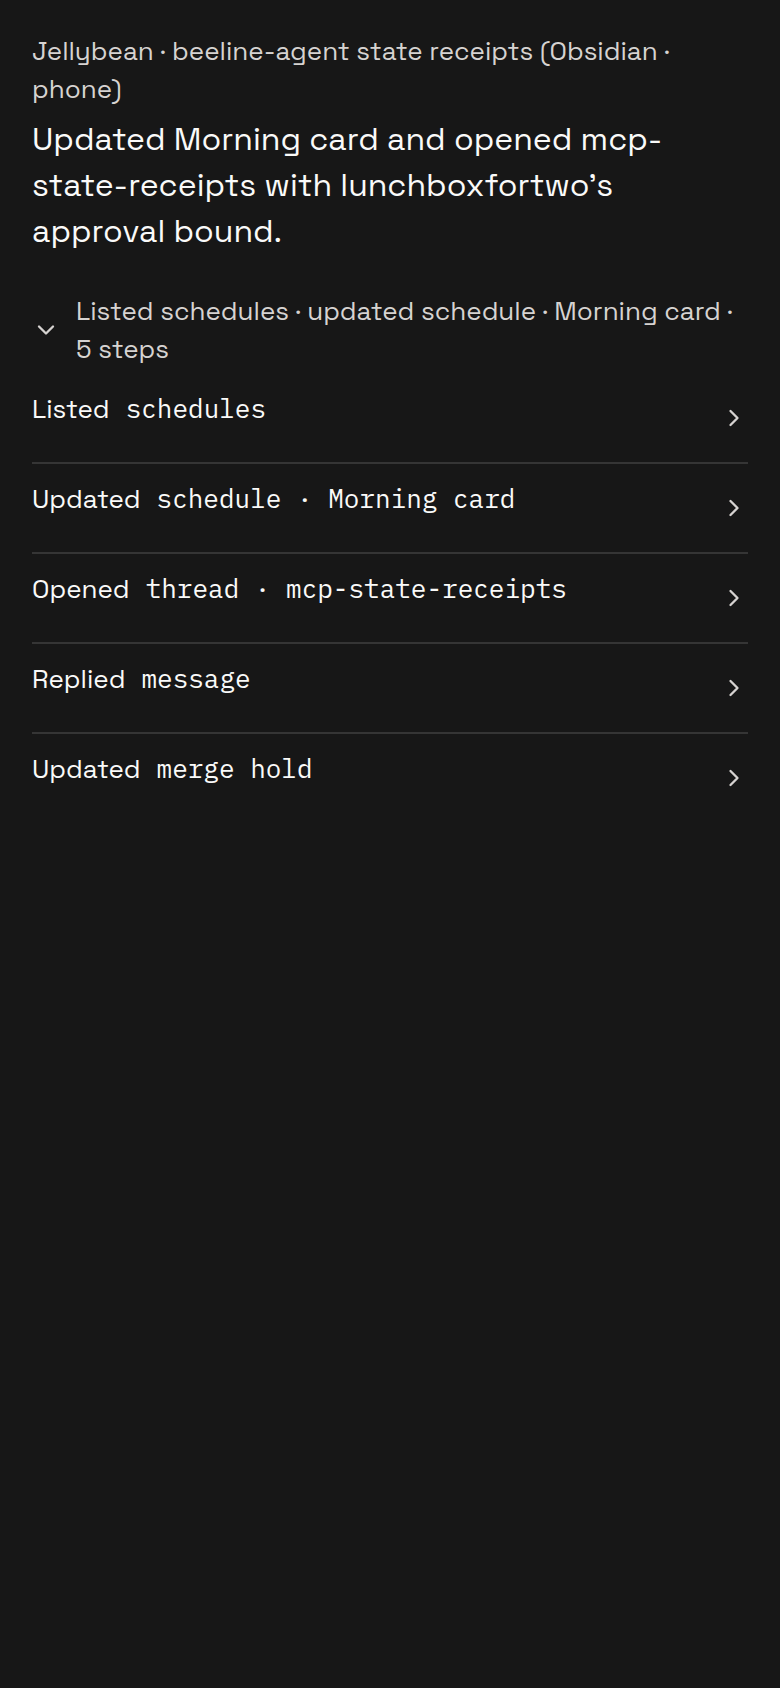 Jellybean · beeline-agent state receipts (Obsidian ·
phone)
Updated Morning card and opened mcp-
state-receipts with lunchboxfortwo’s
approval bound.
Listed schedules · updated schedule · Morning card ·
5 steps
Listed schedules
Updated schedule · Morning card
Opened thread · mcp-state-receipts
Replied message
Updated merge hold